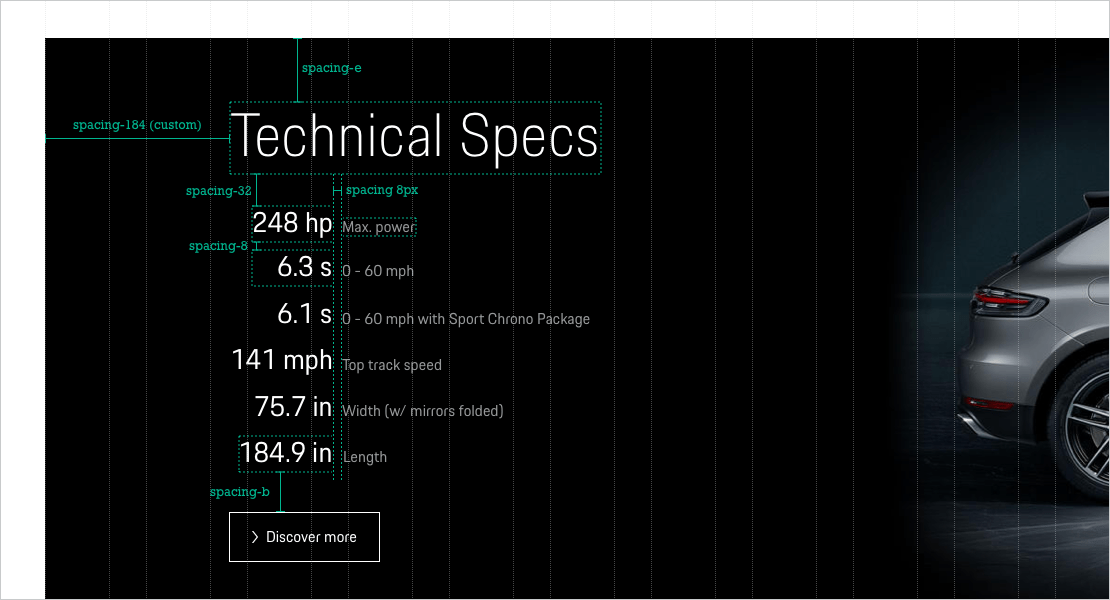 spacing-e
spacing-184 (custom)
Technical Specs
spacing-32
spacing 8px
248 hp Max. power
spacing-8
6.3 s 0 - 60 mph
6.1 s 0 - 60 mph with Sport Chrono Package
141 mph Top track speed
75.7 in Width (w/ mirrors folded)
184.9 in Length
spacing-b
Discover more